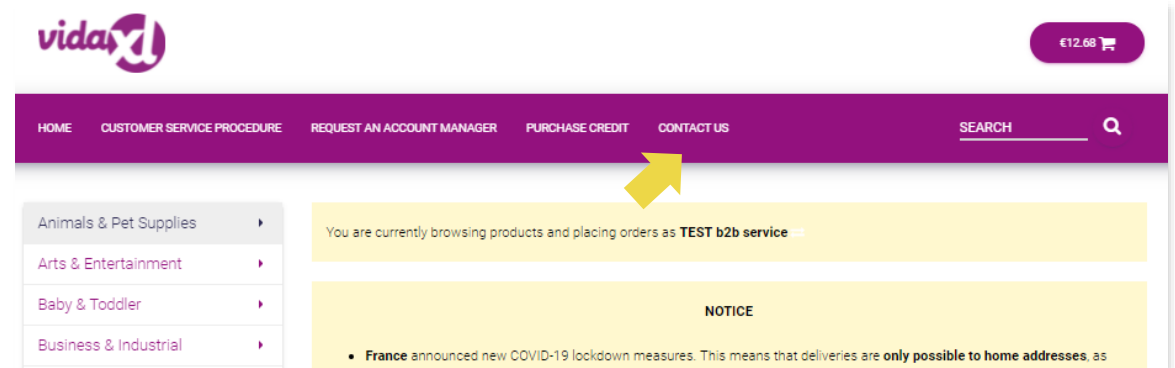 vidaXL
€12.68
HOME CUSTOMER SERVICE PROCEDURE REQUEST AN ACCOUNT MANAGER PURCHASE CREDIT CONTACT US SEARCH
Animals & Pet Supplies
Arts & Entertainment
Baby & Toddler
Business & Industrial
You are currently browsing products and placing orders as TEST b2b service
NOTICE
• France announced new COVID-19 lockdown measures. This means that deliveries are only possible to home addresses, as